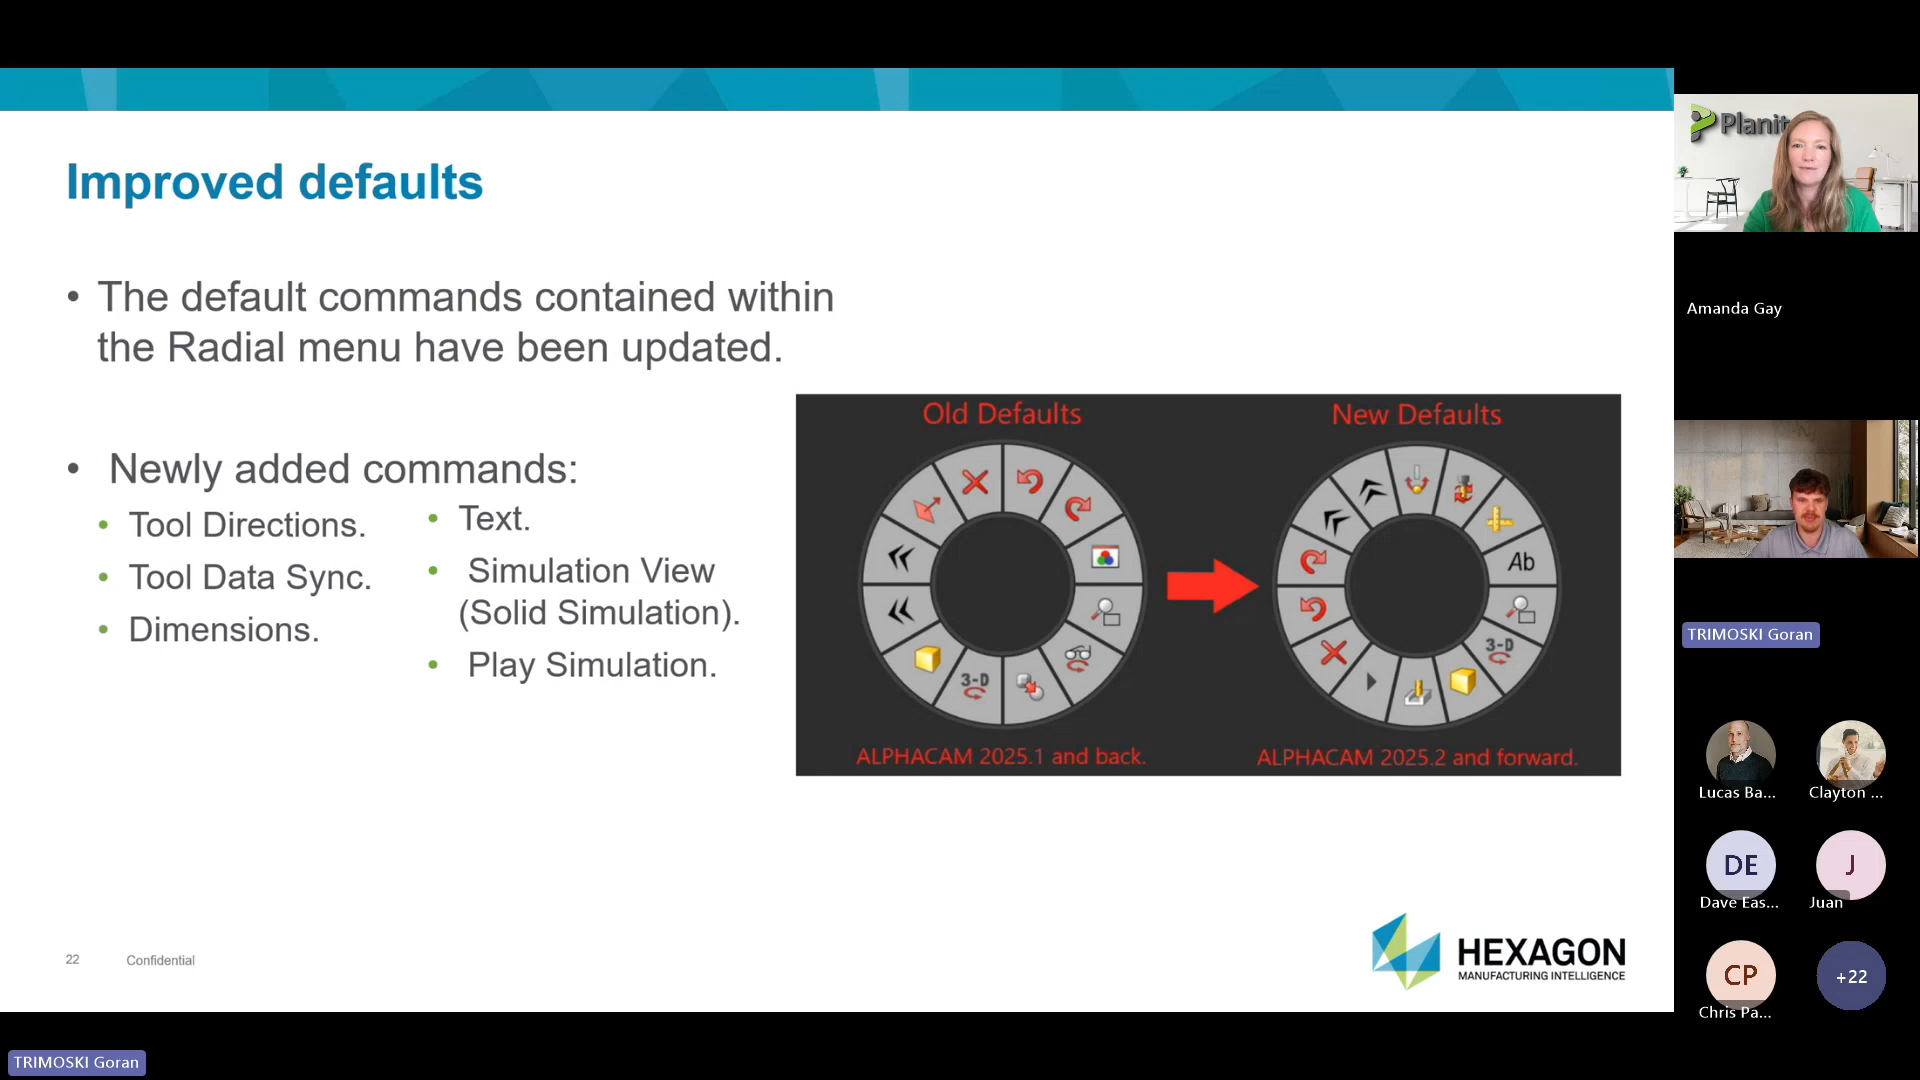 Improved defaults
• The default commands contained within
the Radial menu have been updated.
• Newly added commands:
• Tool Directions.
• Tool Data Sync.
• Dimensions.
• Text.
• Simulation View
(Solid Simulation).
• Play Simulation.
Old Defaults
3-D
ALPHACAM 2025.1 and back.
New Defaults
Ab
3-D
ALPHACAM 2025.2 and forward.
22
Confidential
HEXAGON
MANUFACTURING INTELLIGENCE
Planit
Amanda Gay
TRIMOSKI Goran
Lucas Ba...
Clayton ...
DE
Dave Eas...
J
Juan
CP
Chris Pa...
+22
TRIMOSKI Goran